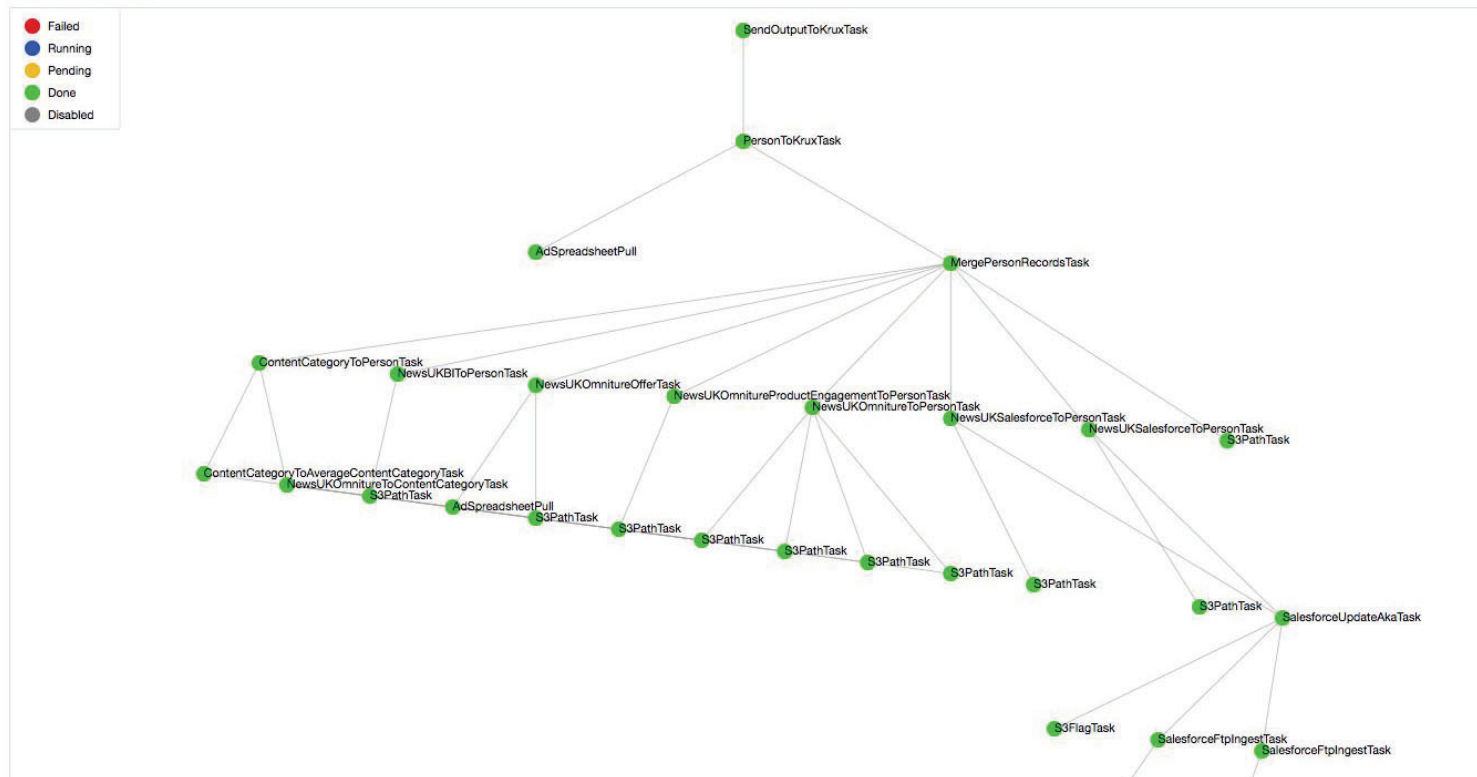 Failed
Running
Pending
Done
Disabled
SendOutputToKruxTask
PersonToKruxTask
AdSpreadsheetPull
MergePersonRecordsTask
ContentCategoryToPersonTask
NewsUKBIToPersonTask
NewsUKOmnitureOfferTask
NewsUKOmnitureProductEngagementToPersonTask
NewsUKOmnitureToPersonTask
NewsUKSalesforceToPersonTask
NewsUKSalesforceToPersonTask
S3PathTask
ContentCategoryToAverageContentCategoryTask
NewsUKOmnitureToContentCategoryTask
S3PathTask
AdSpreadsheetPull
S3PathTask
S3PathTask
S3PathTask
S3PathTask
S3PathTask
S3PathTask
S3PathTask
S3PathTask
SalesforceUpdateAkaTask
S3FlagTask
SalesforceFtpIngestTask
SalesforceFtpIngestTask